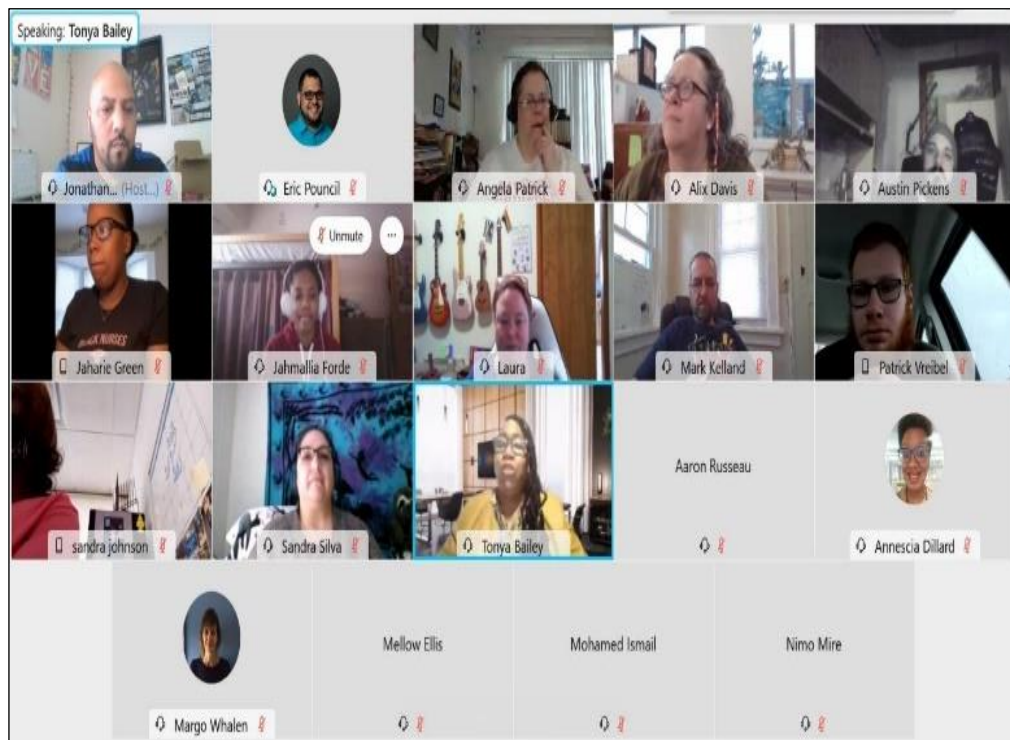 Speaking: Tonya Bailey
VE
Jonathan... (Host...)
Eric Pouncil
Angela Patrick
Alix Davis
Austin Pickens
NURSES
Unmute
...
Jaharie Green
Jahmallia Forde
Laura
Mark Kelland
Patrick Vreibel
sandra johnson
Sandra Silva
Tonya Bailey
Aaron Russeau
Annescia Dillard
Margo Whalen
Mellow Ellis
Mohamed Ismail
Nimo Mire